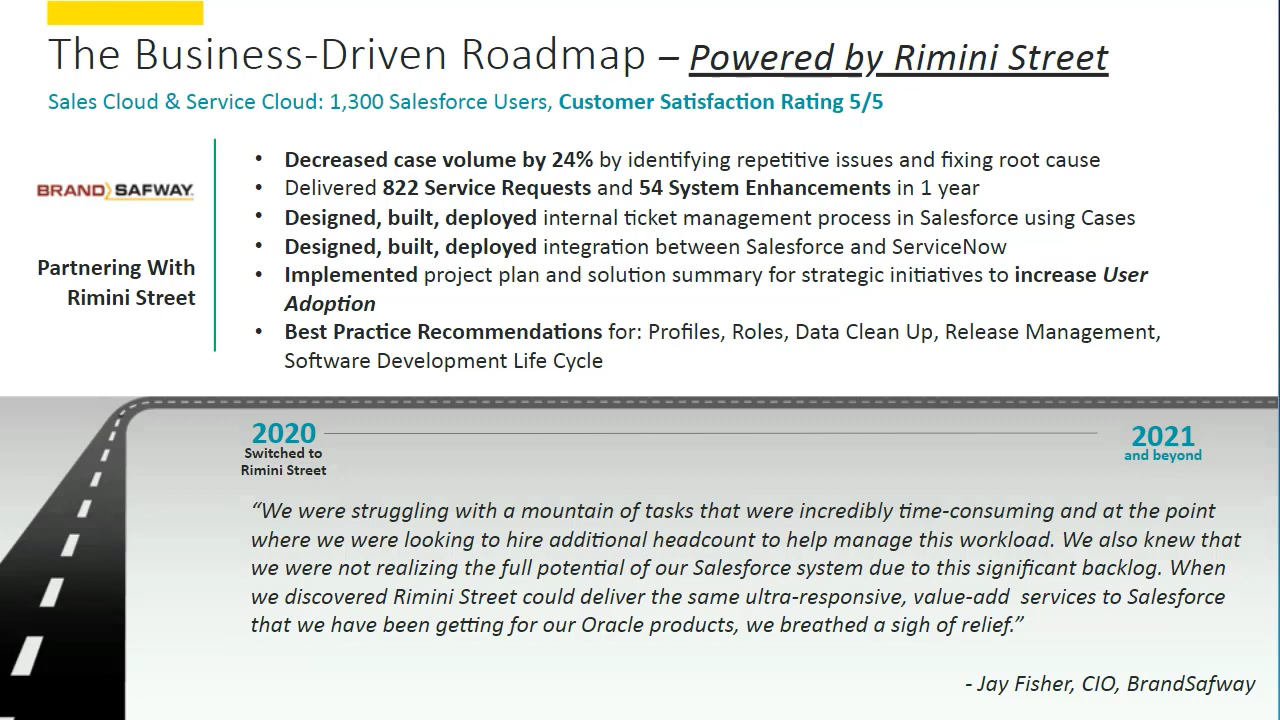 The Business-Driven Roadmap – Powered by Rimini Street
Sales Cloud & Service Cloud: 1,300 Salesforce Users, Customer Satisfaction Rating 5/5
BRAND SAFWAY
Partnering With
Rimini Street
• Decreased case volume by 24% by identifying repetitive issues and fixing root cause
• Delivered 822 Service Requests and 54 System Enhancements in 1 year
• Designed, built, deployed internal ticket management process in Salesforce using Cases
• Designed, built, deployed integration between Salesforce and ServiceNow
• Implemented project plan and solution summary for strategic initiatives to increase User
Adoption
• Best Practice Recommendations for: Profiles, Roles, Data Clean Up, Release Management,
Software Development Life Cycle
2020
Switched to
Rimini Street
2021
and beyond
“We were struggling with a mountain of tasks that were incredibly time-consuming and at the point
where we were looking to hire additional headcount to help manage this workload. We also knew that
we were not realizing the full potential of our Salesforce system due to this significant backlog. When
we discovered Rimini Street could deliver the same ultra-responsive, value-add services to Salesforce
that we have been getting for our Oracle products, we breathed a sigh of relief.”
- Jay Fisher, CIO, BrandSafway